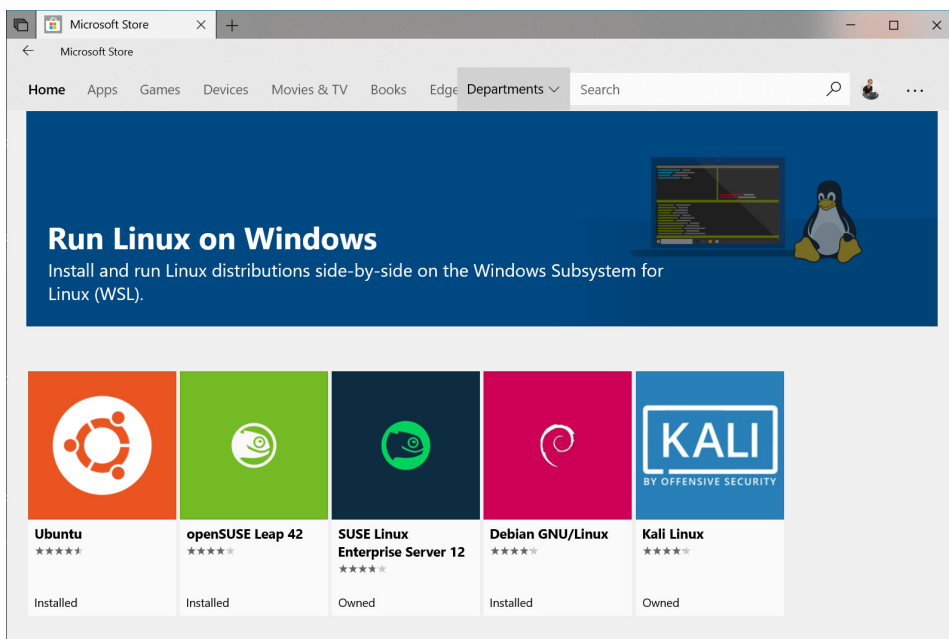 Microsoft Store
Microsoft Store
Home Apps Games Devices Movies & TV Books Edge Departments Search
Run Linux on Windows
Install and run Linux distributions side-by-side on the Windows Subsystem for
Linux (WSL).
KALI
BY OFFENSIVE SECURITY
Ubuntu
Installed
openSUSE Leap 42
Installed
SUSE Linux
Enterprise Server 12
Owned
Debian GNU/Linux
Installed
Kali Linux
Owned